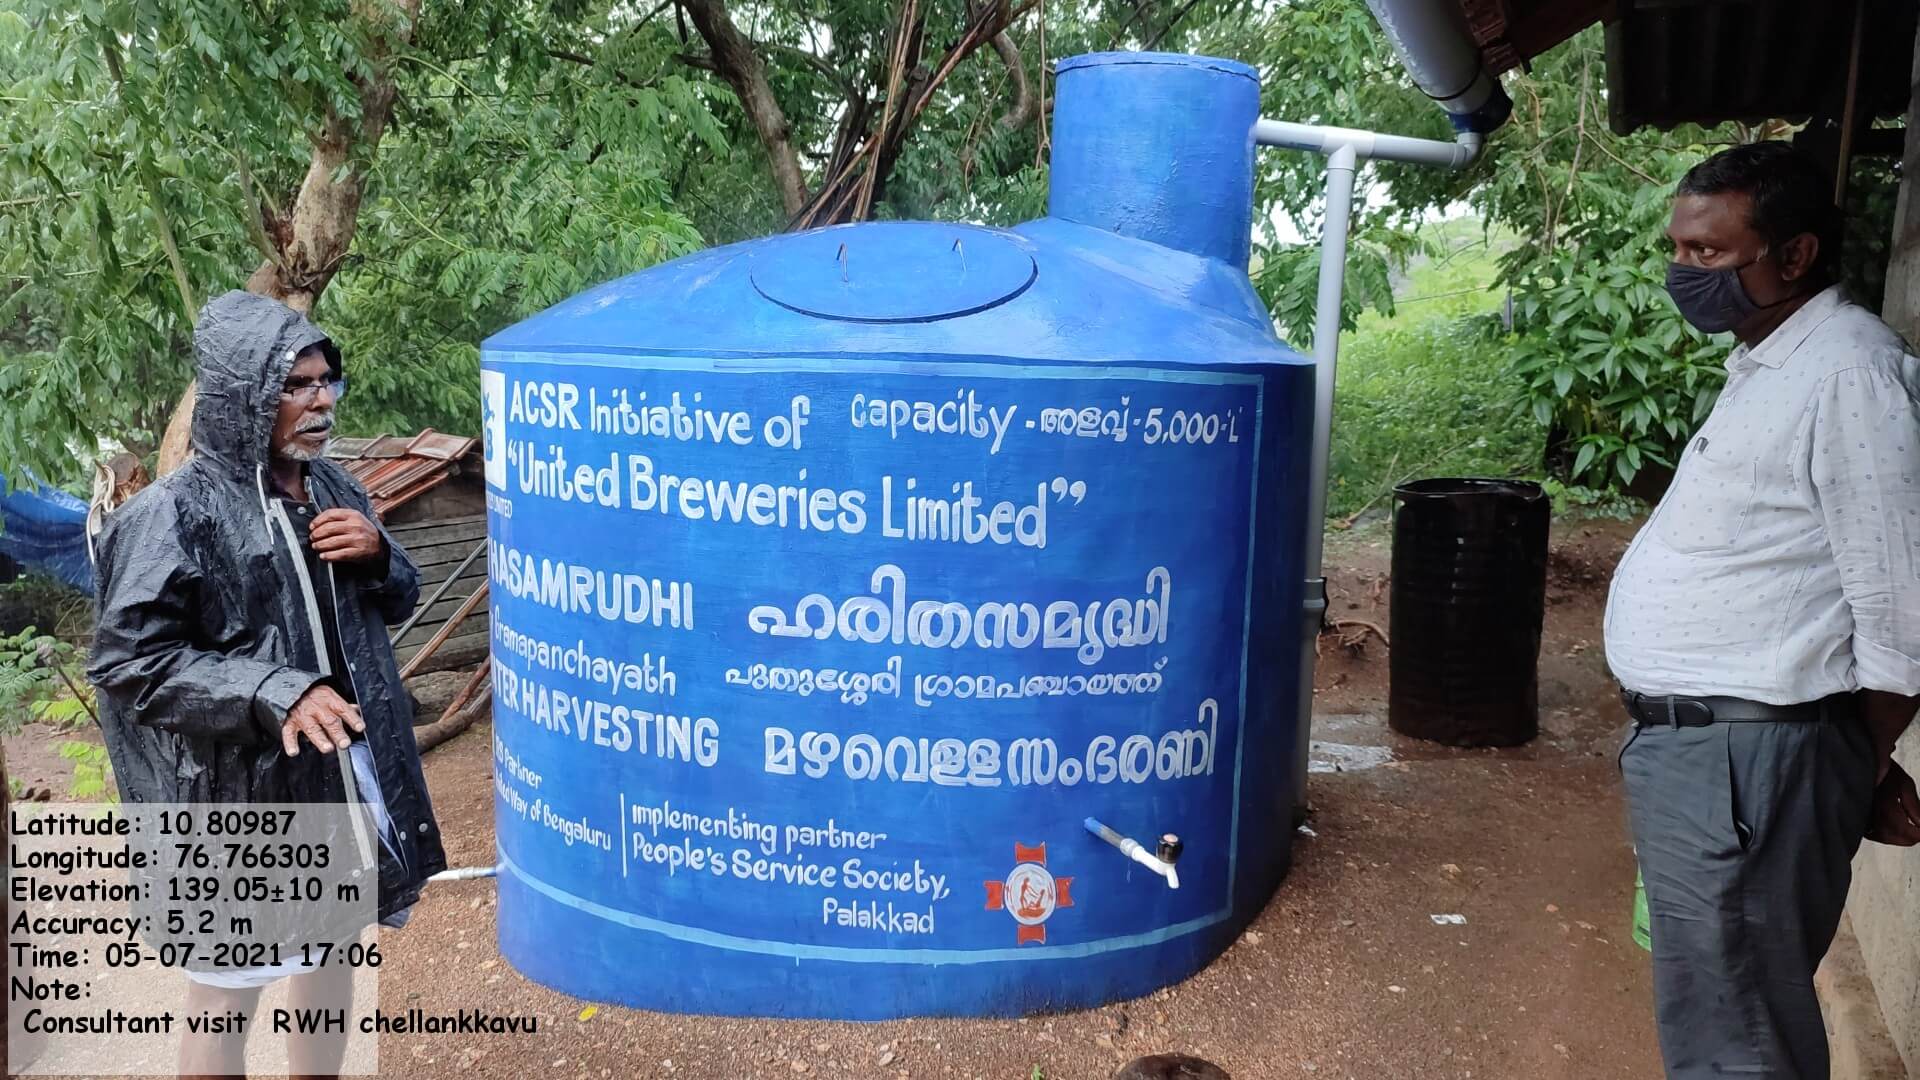 ACSR Initiative of
Capacity - അളവ് - 5,000-'L'
"United Breweries Limited"
LIMITED
HASAMRUDHI
ഹരിതസമൃദ്ധി
Gramapanchayath
പുതുശ്ശേരി ഗ്രാമപഞ്ചായത്ത്
TER HARVESTING
മഴവെള്ളസംഭരണി
Partner
Way of Bengaluru
Implementing partner
People's Service Society,
Palakkad
Latitude: 10.80987
Longitude: 76.766303
Elevation: 139.05±10 m
Accuracy: 5.2 m
Time: 05-07-2021 17:06
Note:
Consultant visit RWH chellankkavu